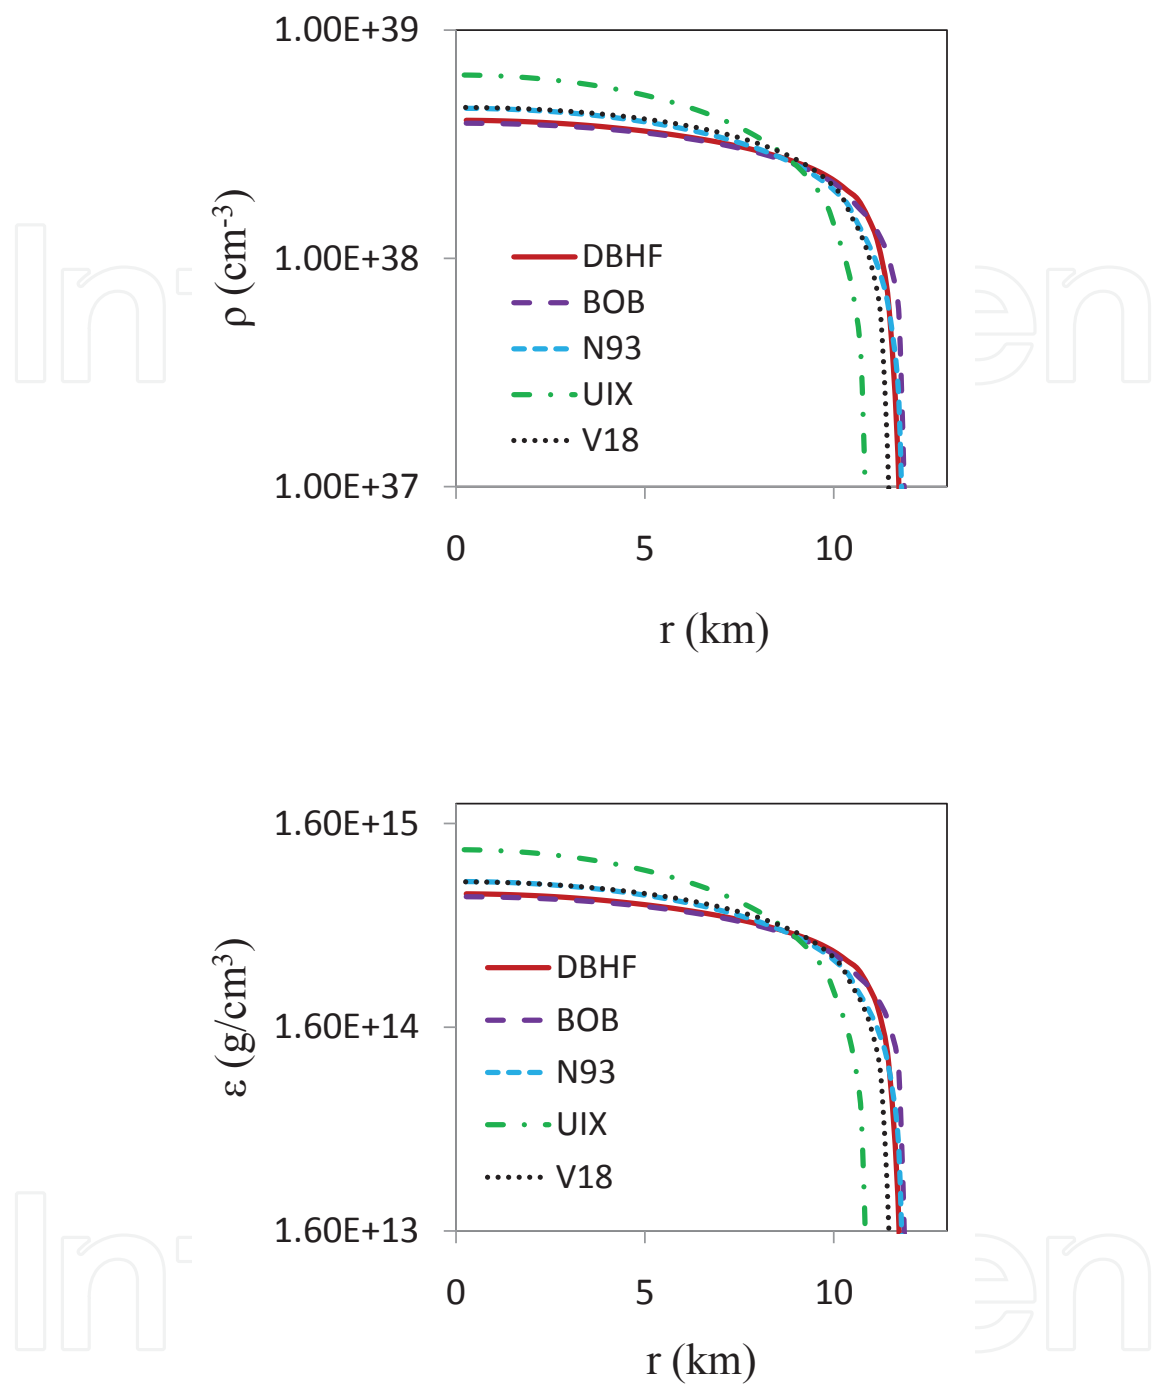 1.00E+39
1.00E+38
1.00E+37
ρ (cm-3)
DBHF
BOB
N93
UIX
V18
0 5 10
r (km)
1.60E+15
1.60E+14
1.60E+13
ε (g/cm3)
DBHF
BOB
N93
UIX
V18
0 5 10
r (km)